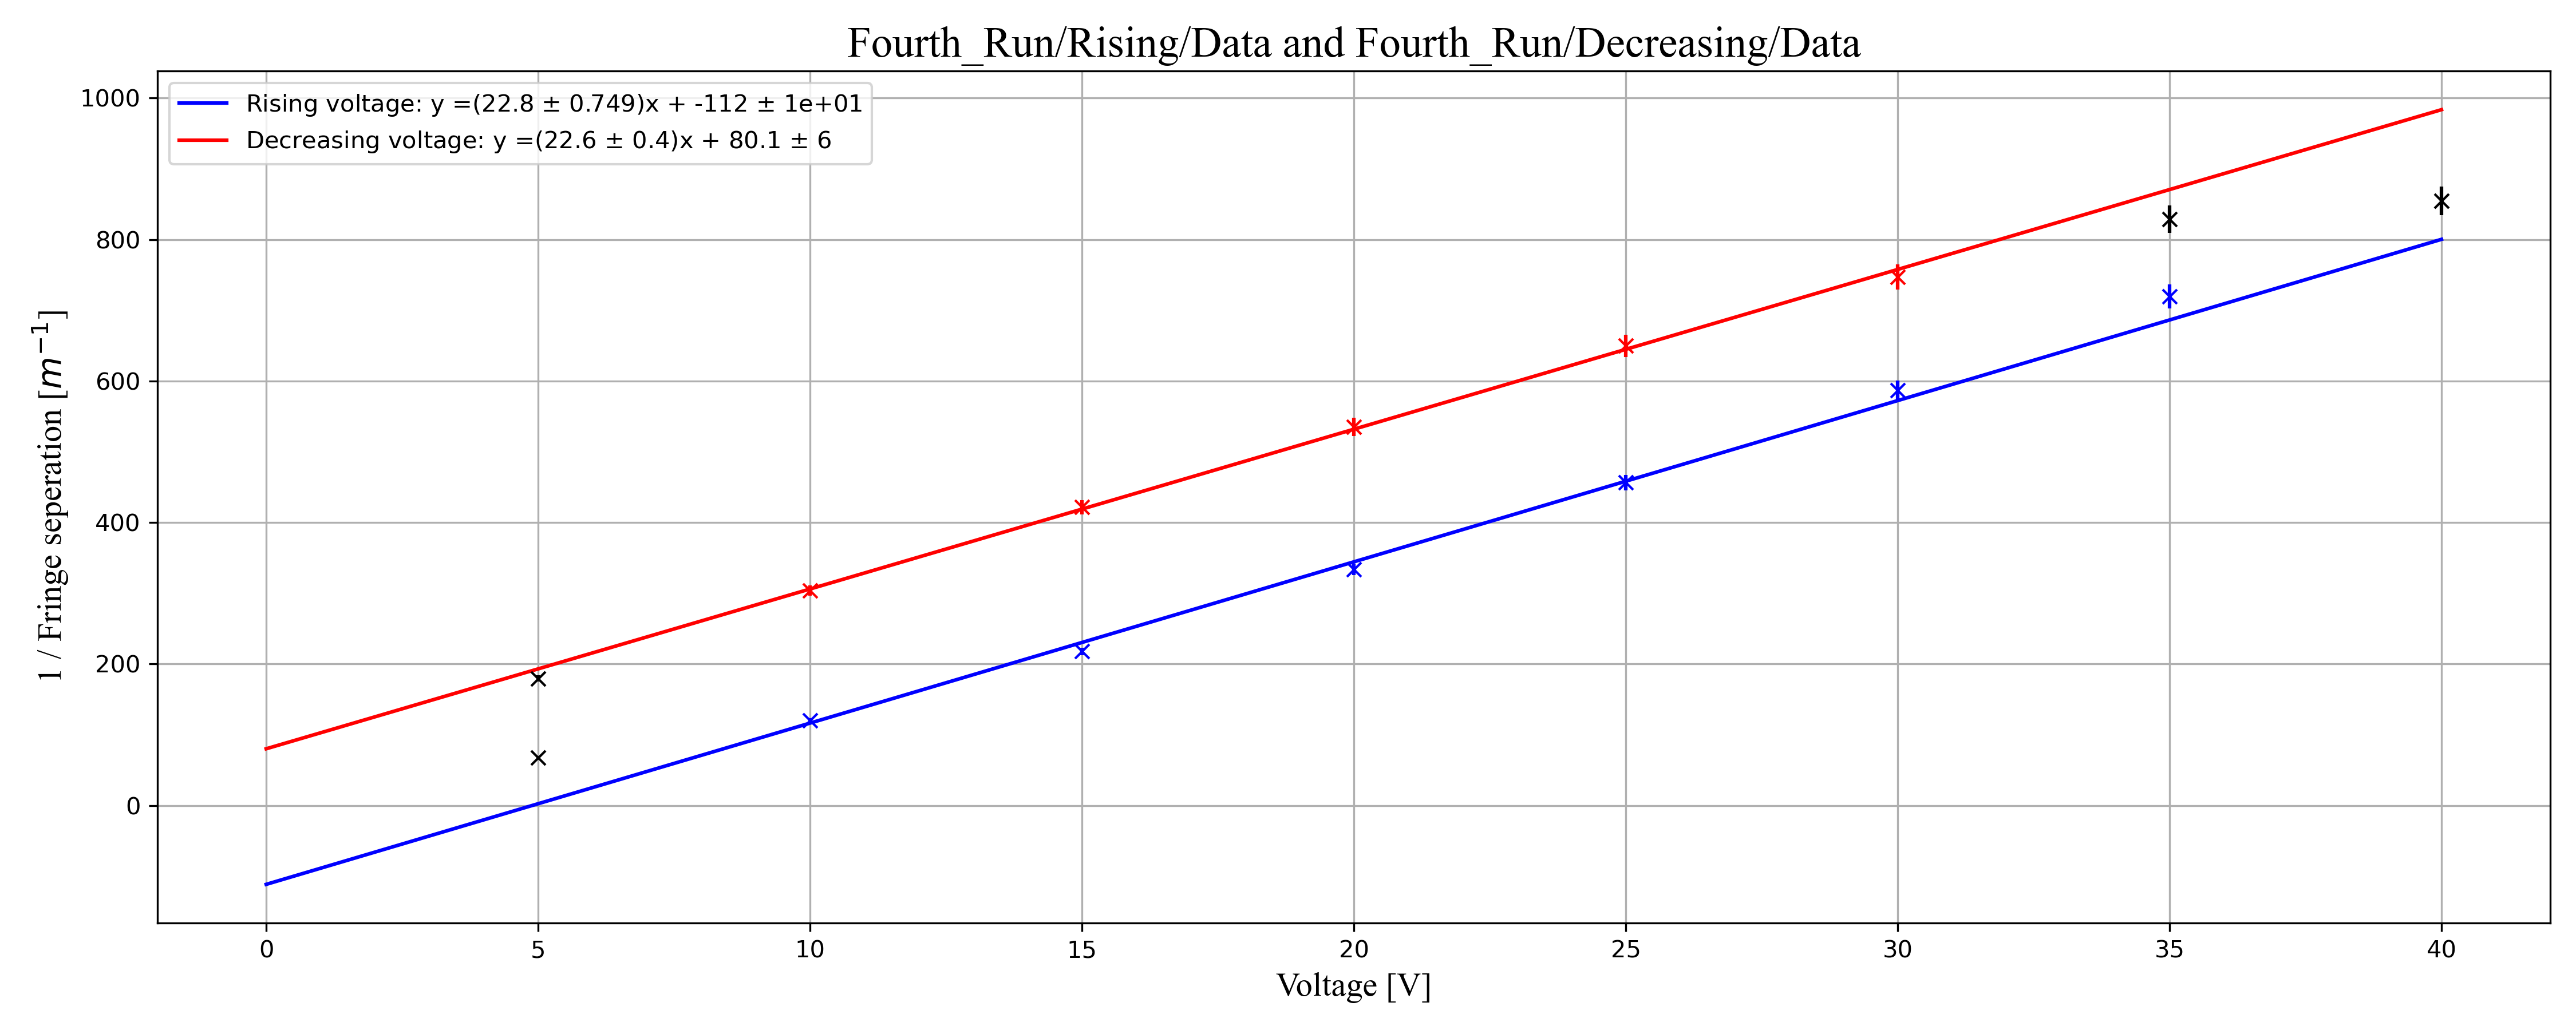 Fourth_Run/Rising/Data and Fourth_Run/Decreasing/Data
Rising voltage: y =(22.8 ± 0.749)x + -112 ± 1e+01
Decreasing voltage: y =(22.6 ± 0.4)x + 80.1 ± 6
1000
800
600
400
200
0
1 / Fringe seperation [$m^{-1}$]
0 5 10 15 20 25 30 35 40
Voltage [V]